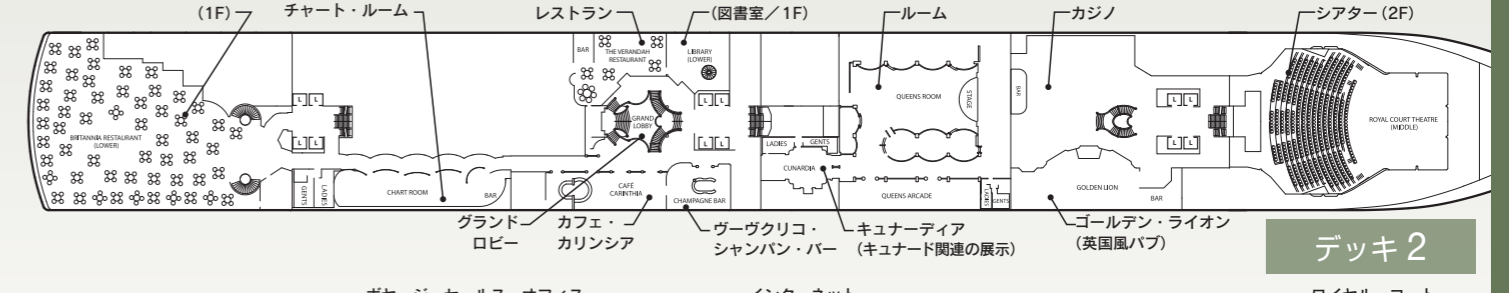 (1F)
チャート・ルーム
レストラン
(図書室/1F)
ルーム
カジノ
シアター(2F)
BAR
THE VERANDAH
RESTAURANT
LIBRARY
(LOWER)
L L
L L
L L
L L
L L
L L
BRITANNIA RESTAURANT
(LOWER)
GRAND
LOBBY
QUEENS ROOM
STAGE
BAR
ROYAL COURT THEATRE
(MIDDLE)
LADIES
GENTS
CUNARDIA
GENTS
LADIES
CHART ROOM
BAR
CAFÉ
CARINTHIA
CHAMPAGNE BAR
QUEENS ARCADE
LADIES
GENTS
GOLDEN LION
BAR
グランド
ロビー
カフェ・
カリンシア
ヴーヴクリコ・
シャンパン・バー
キュナーディア
(キュナード関連の展示)
ゴールデン・ライオン
(英国風パブ)
デッキ 2